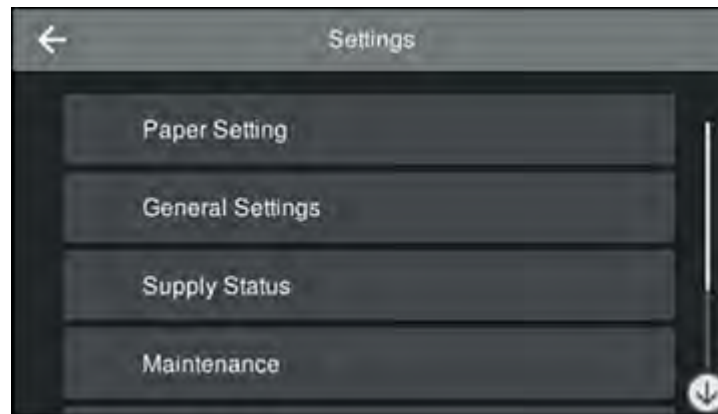 Settings
Paper Setting
General Settings
Supply Status
Maintenance